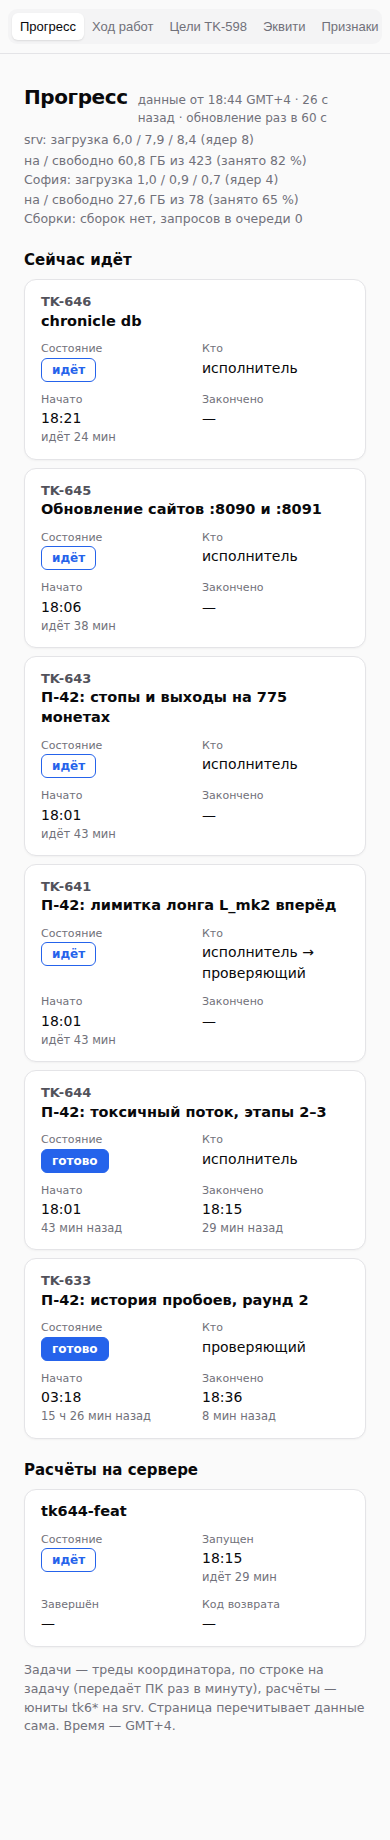 Прогресс Ход работ Цели ТК-598 Эквити Признаки
Прогресс данные от 18:44 GMT+4 · 26 с
назад · обновление раз в 60 с
srv: загрузка 6,0 / 7,9 / 8,4 (ядер 8)
на / свободно 60,8 ГБ из 423 (занято 82 %)
София: загрузка 1,0 / 0,9 / 0,7 (ядер 4)
на / свободно 27,6 ГБ из 78 (занято 65 %)
Сборки: сборок нет, запросов в очереди 0
Сейчас идёт
TK-646
chronicle db
Состояние Кто
идёт исполнитель
Начато Закончено
18:21 —
идёт 24 мин
TK-645
Обновление сайтов :8090 и :8091
Состояние Кто
идёт исполнитель
Начато Закончено
18:06 —
идёт 38 мин
TK-643
П-42: стопы и выходы на 775
монетах
Состояние Кто
идёт исполнитель
Начато Закончено
18:01 —
идёт 43 мин
TK-641
П-42: лимитка лонга L_mk2 вперёд
Состояние Кто
идёт исполнитель →
проверяющий
Начато Закончено
18:01 —
идёт 43 мин
TK-644
П-42: токсичный поток, этапы 2–3
Состояние Кто
готово исполнитель
Начато Закончено
18:01 18:15
43 мин назад 29 мин назад
TK-633
П-42: история пробоев, раунд 2
Состояние Кто
готово проверяющий
Начато Закончено
03:18 18:36
15 ч 26 мин назад 8 мин назад
Расчёты на сервере
tk644-feat
Состояние Запущен
идёт 18:15
идёт 29 мин
Завершён Код возврата
— —
Задачи — треды координатора, по строке на
задачу (передаёт ПК раз в минуту), расчёты —
юниты tk6* на srv. Страница перечитывает данные
сама. Время — GMT+4.